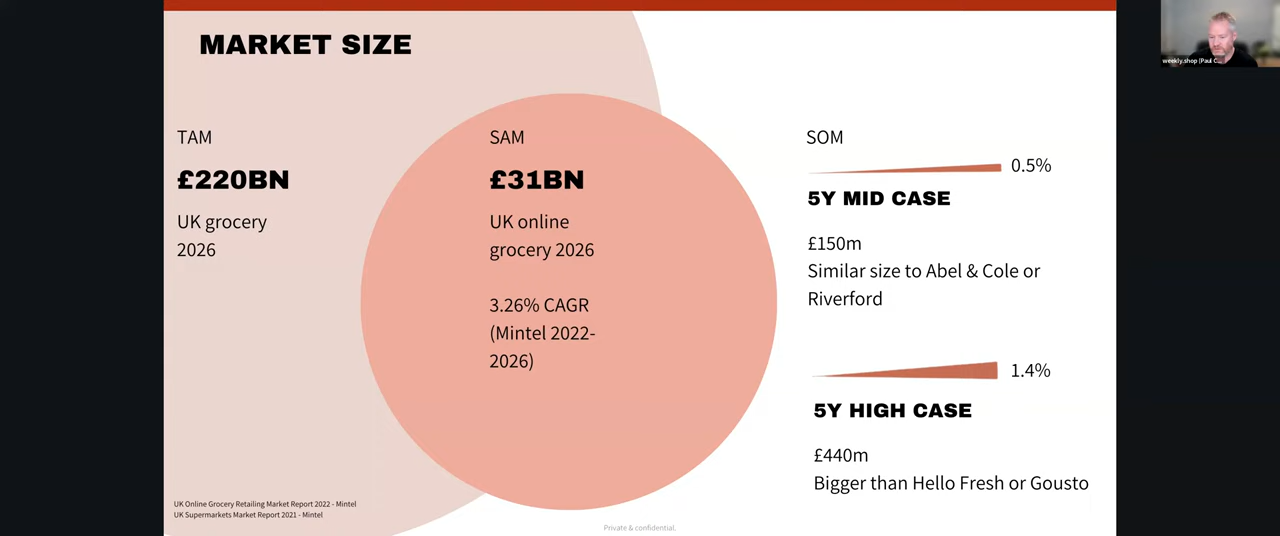 MARKET SIZE
TAM
£220BN
UK grocery
2026
SAM
£31BN
UK online
grocery 2026
3.26% CAGR
(Mintel 2022-
2026)
SOM
0.5%
5Y MID CASE
£150m
Similar size to Abel & Cole or
Riverford
1.4%
5Y HIGH CASE
£440m
Bigger than Hello Fresh or Gousto
UK Online Grocery Retailing Market Report 2022 - Mintel
UK Supermarkets Market Report 2021 - Mintel
Private & confidential.
weekly.shop (Paul C...